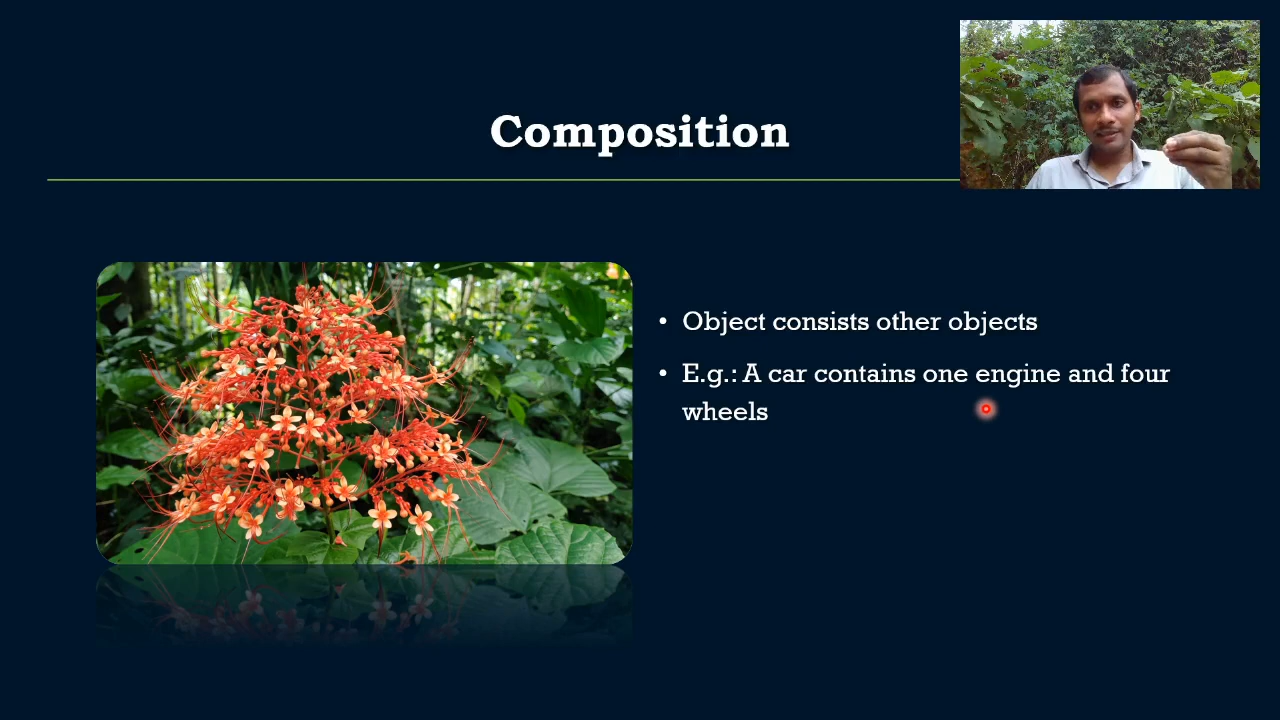 Composition
• Object consists other objects
• E.g.: A car contains one engine and four
wheels